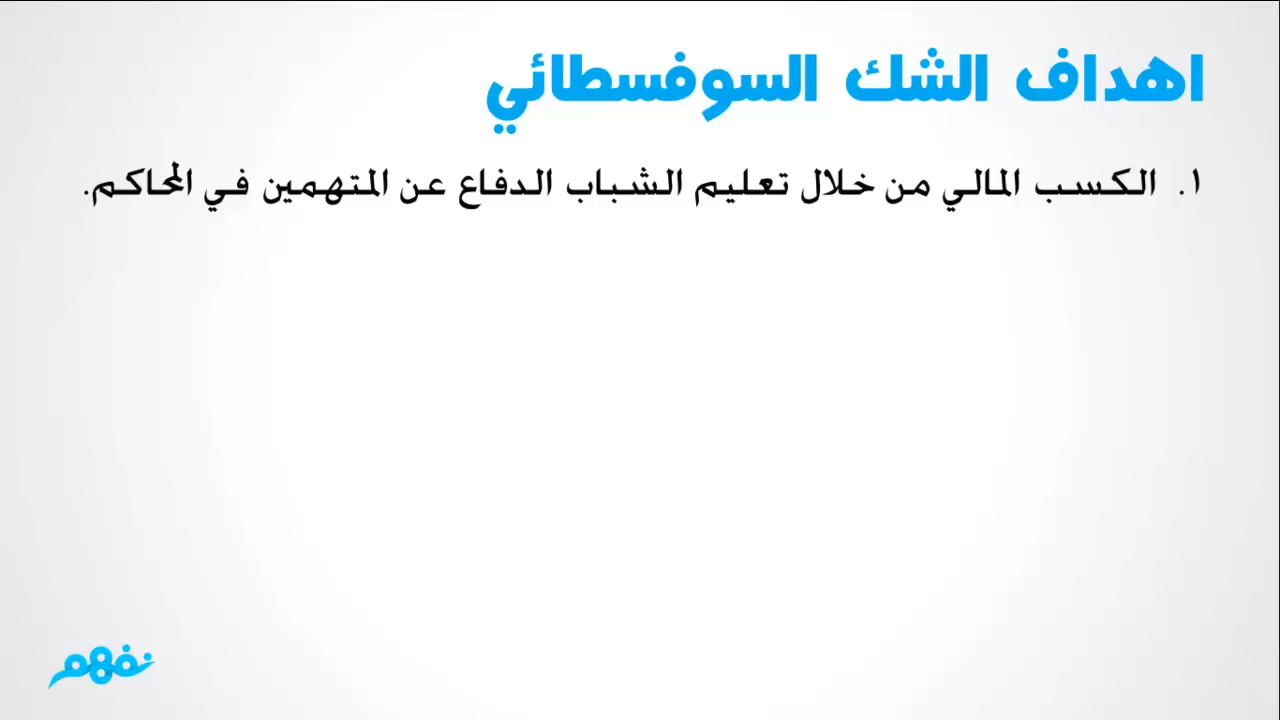 اهداف الشك السوفسطائي
١. الكسب المالي من خلال تعليم الشباب الدفاع عن المتهمين في المحاكم.
نفهم